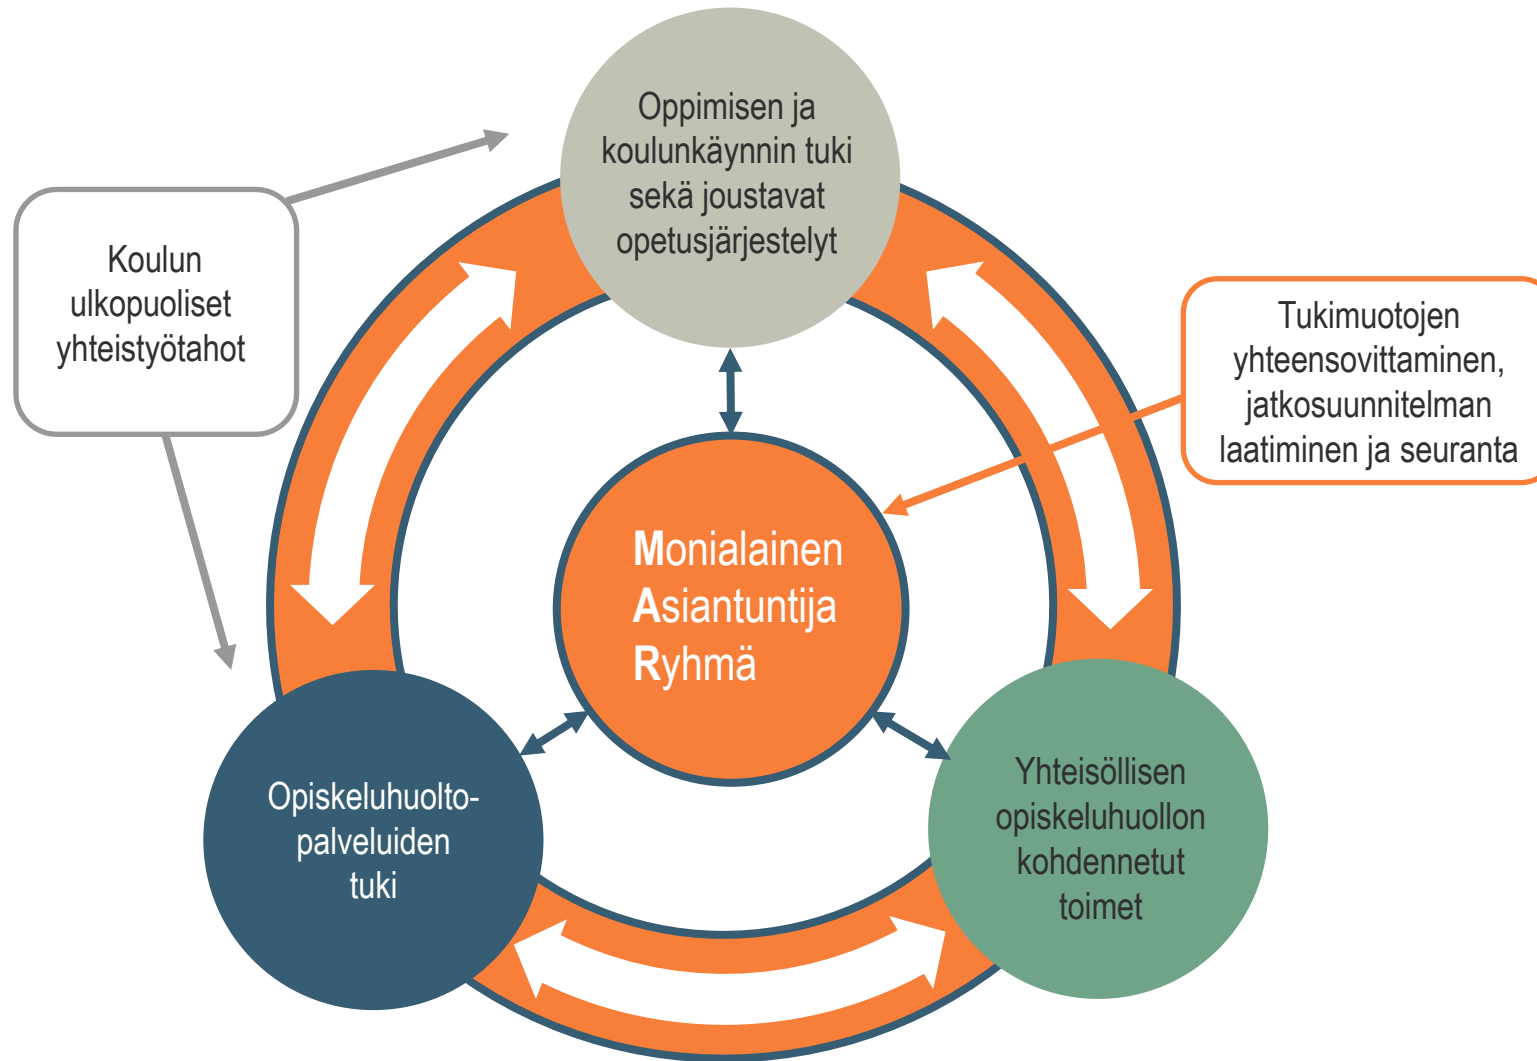 Oppimisen ja
koulunkäynnin tuki
sekä joustavat
opetusjärjestelyt
Koulun
ulkopuoliset
yhteistyötahot
Tukimuotojen
yhteensovittaminen,
jatkosuunnitelman
laatiminen ja seuranta
Monialainen
Asiantuntija
Ryhmä
Opiskeluhuolto-
palveluiden
tuki
Yhteisöllisen
opiskeluhuollon
kohdennetut
toimet